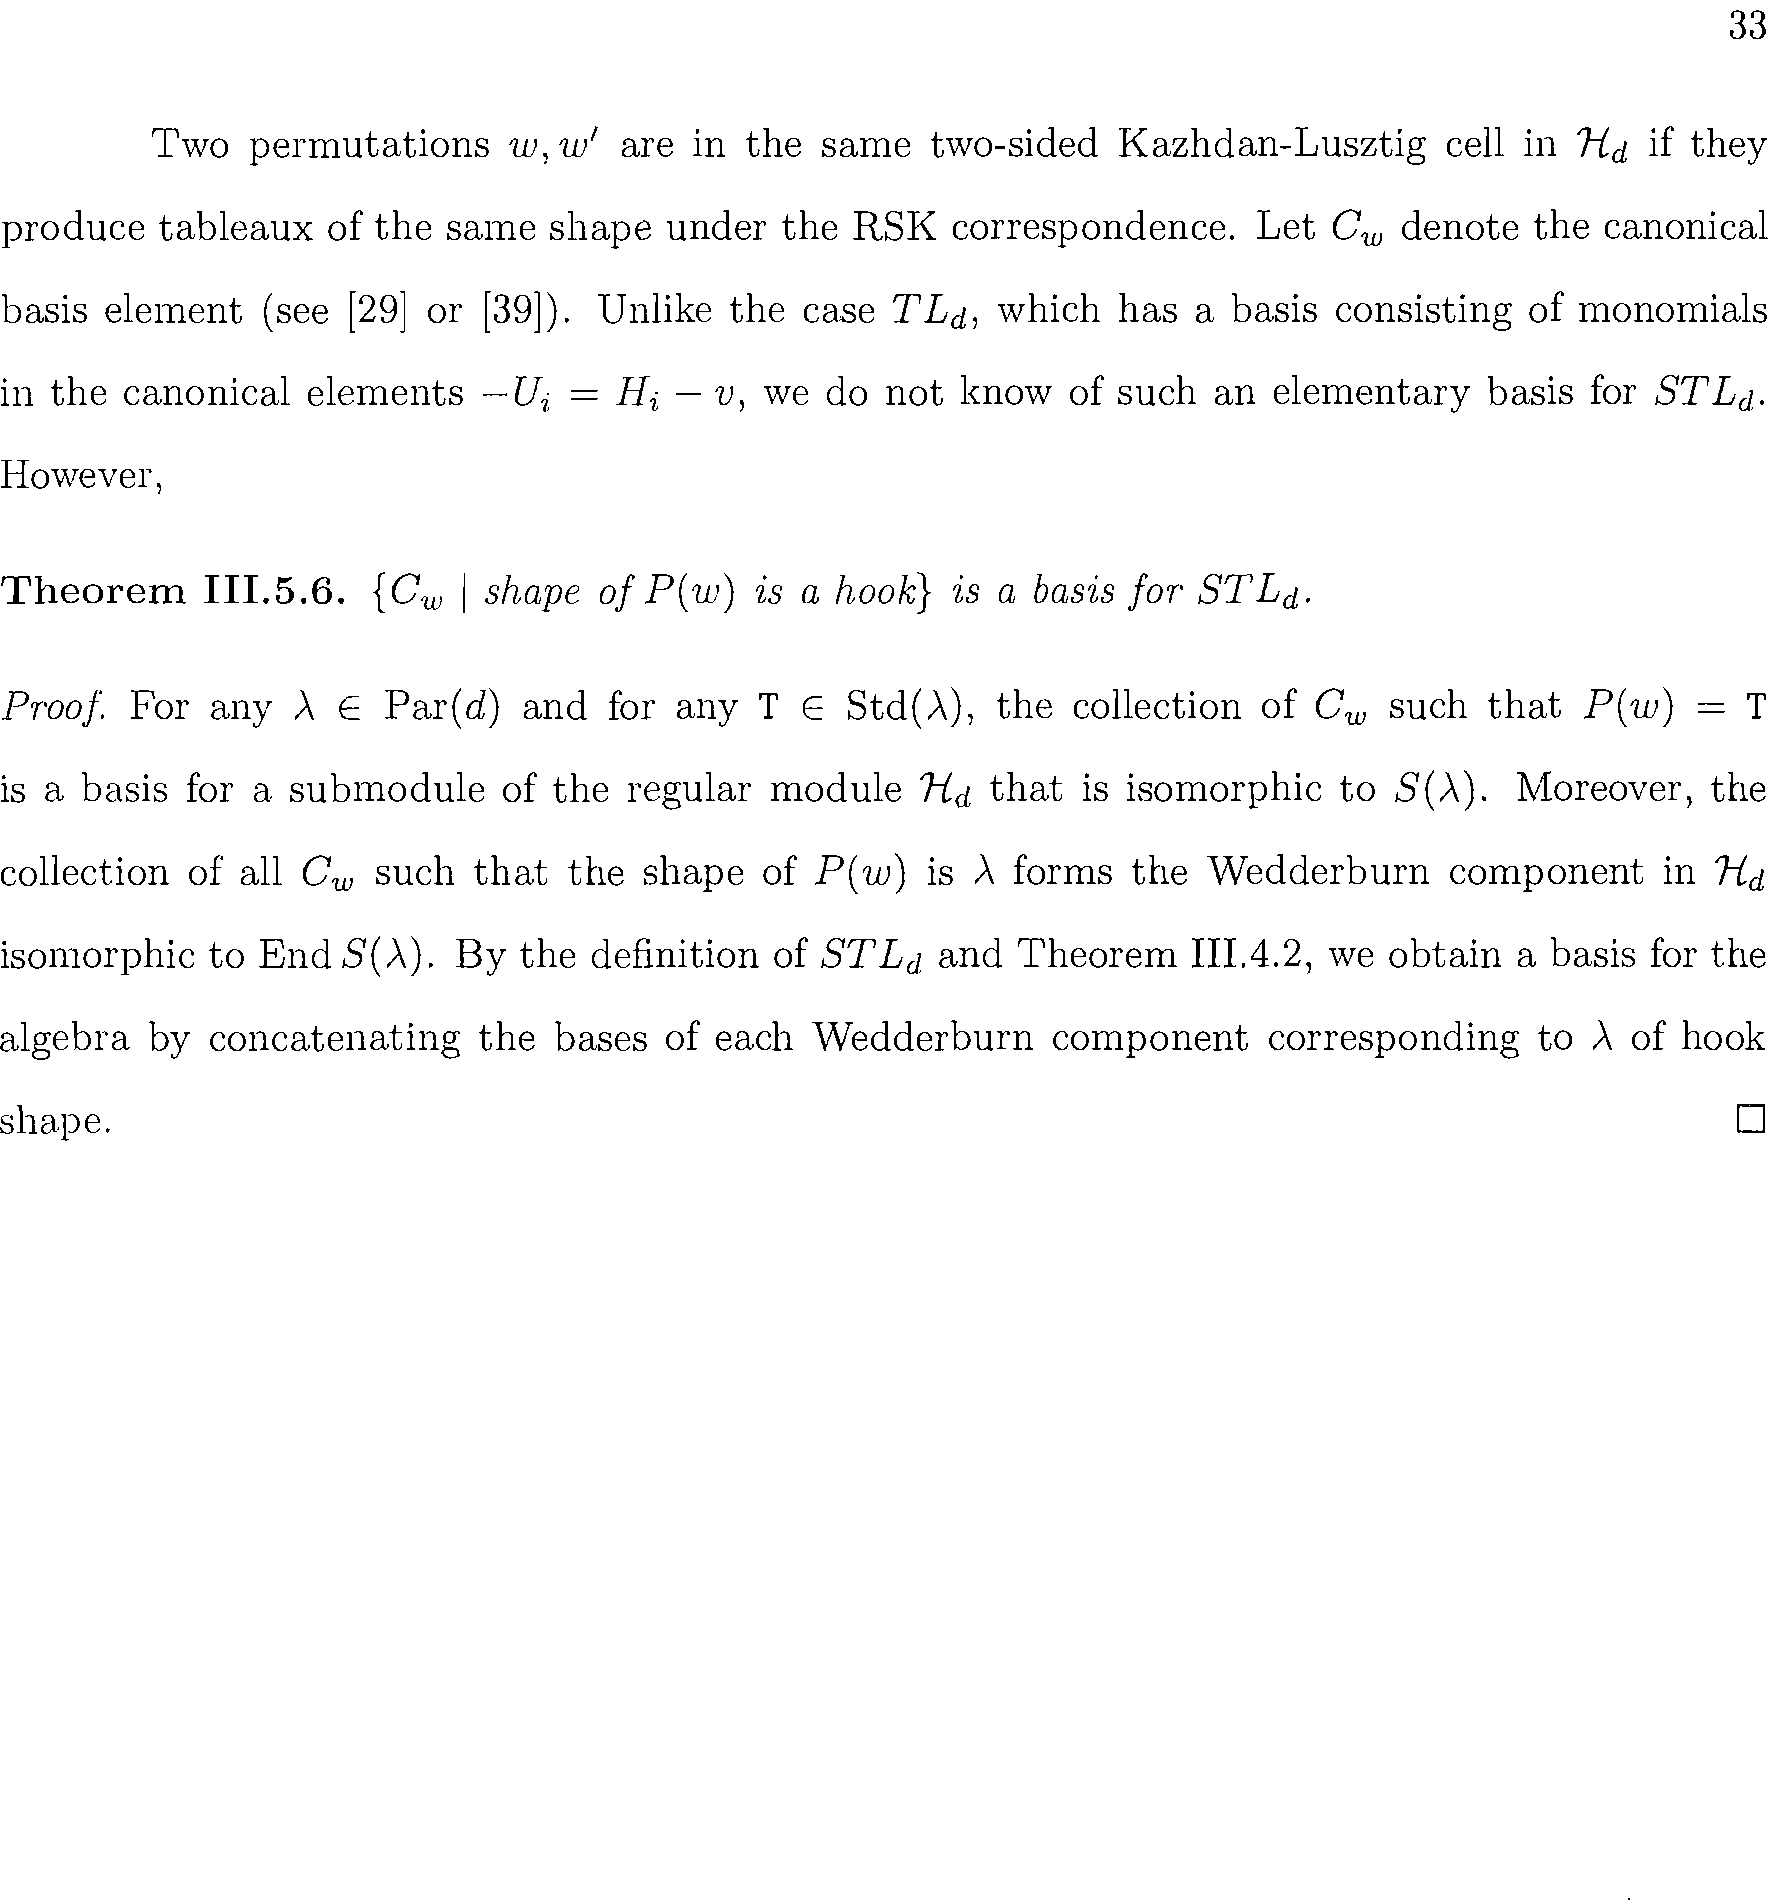 33
Two permutations w, w′ are in the same two-sided Kazhdan-Lusztig cell in ℋ_d if they
produce tableaux of the same shape under the RSK correspondence. Let C_w denote the canonical
basis element (see [29] or [39]). Unlike the case TL_d, which has a basis consisting of monomials
in the canonical elements −U_i = H_i − v, we do not know of such an elementary basis for STL_d.
However,
Theorem III.5.6. {C_w | shape of P(w) is a hook} is a basis for STL_d.
Proof. For any λ ∈ Par(d) and for any T ∈ Std(λ), the collection of C_w such that P(w) = T
is a basis for a submodule of the regular module ℋ_d that is isomorphic to S(λ). Moreover, the
collection of all C_w such that the shape of P(w) is λ forms the Wedderburn component in ℋ_d
isomorphic to End S(λ). By the definition of STL_d and Theorem III.4.2, we obtain a basis for the
algebra by concatenating the bases of each Wedderburn component corresponding to λ of hook
shape. □